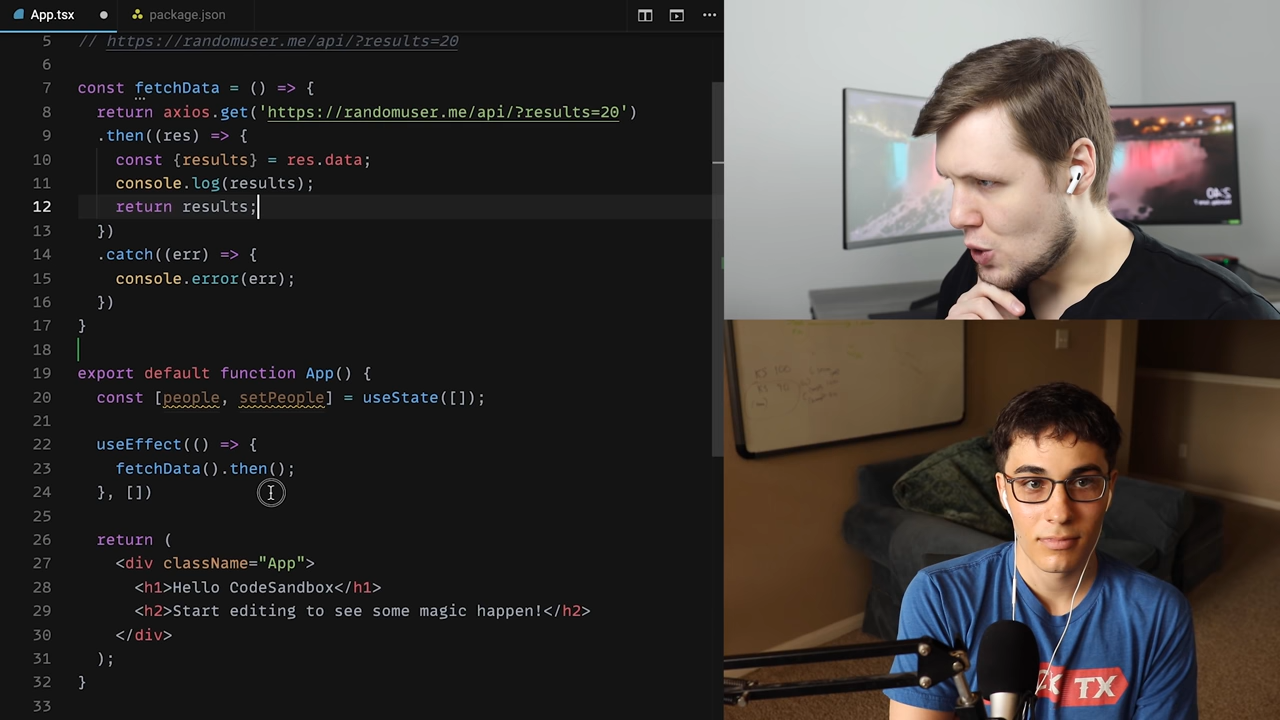 App.tsx
package.json
5 // https://randomuser.me/api/?results=20
6
7 const fetchData = () => {
8 return axios.get('https://randomuser.me/api/?results=20')
9 .then((res) => {
10 const {results} = res.data;
11 console.log(results);
12 return results;
13 })
14 .catch((err) => {
15 console.error(err);
16 })
17 }
18
19 export default function App() {
20 const [people, setPeople] = useState([]);
21
22 useEffect(() => {
23 fetchData().then();
24 }, [])
25
26 return (
27 <div className="App">
28 <h1>Hello CodeSandbox</h1>
29 <h2>Start editing to see some magic happen!</h2>
30 </div>
31 );
32 }
33
TX